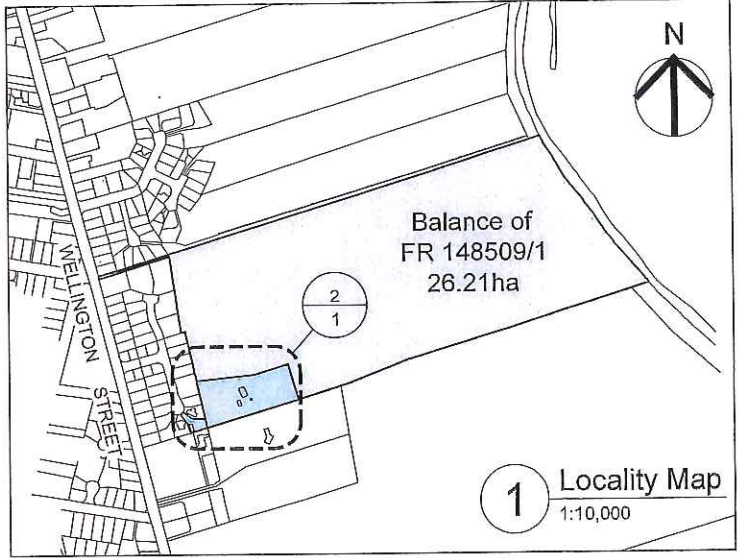 N
Balance of
FR 148509/1
26.21ha
2
1
WELLINGTON STREET
1
Locality Map
1:10,000